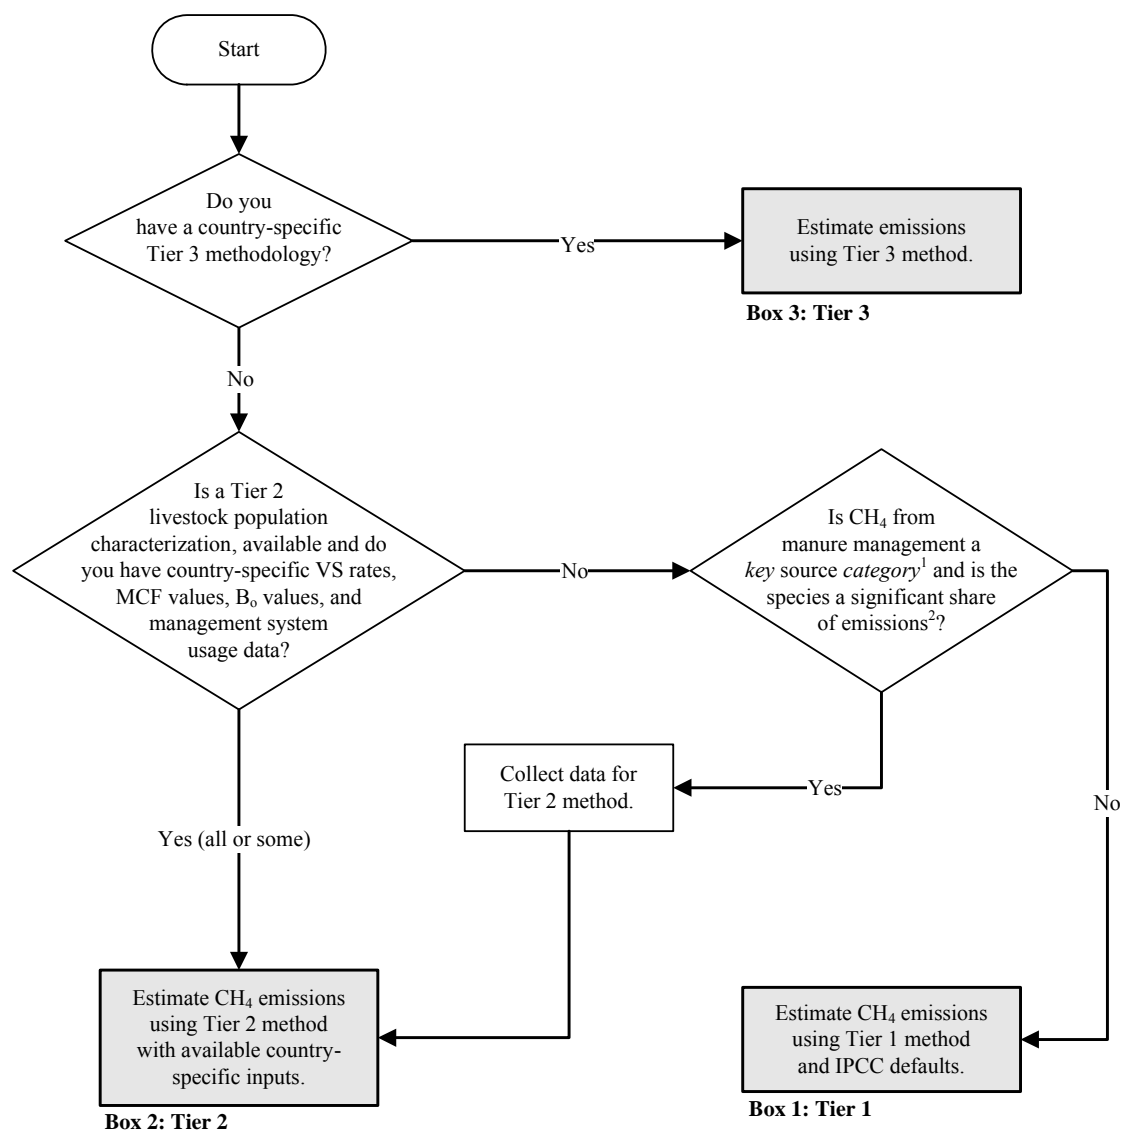 Start
Do you
have a country-specific
Tier 3 methodology?
Yes
Estimate emissions
using Tier 3 method.
Box 3: Tier 3
No
Is a Tier 2
livestock population
characterization, available and do
you have country-specific VS rates,
MCF values, Bₒ values, and
management system
usage data?
No
Is CH₄ from
manure management a
key source category¹ and is the
species a significant share
of emissions²?
Collect data for
Tier 2 method.
Yes
No
Yes (all or some)
Estimate CH₄ emissions
using Tier 2 method
with available country-
specific inputs.
Box 2: Tier 2
Estimate CH₄ emissions
using Tier 1 method
and IPCC defaults.
Box 1: Tier 1